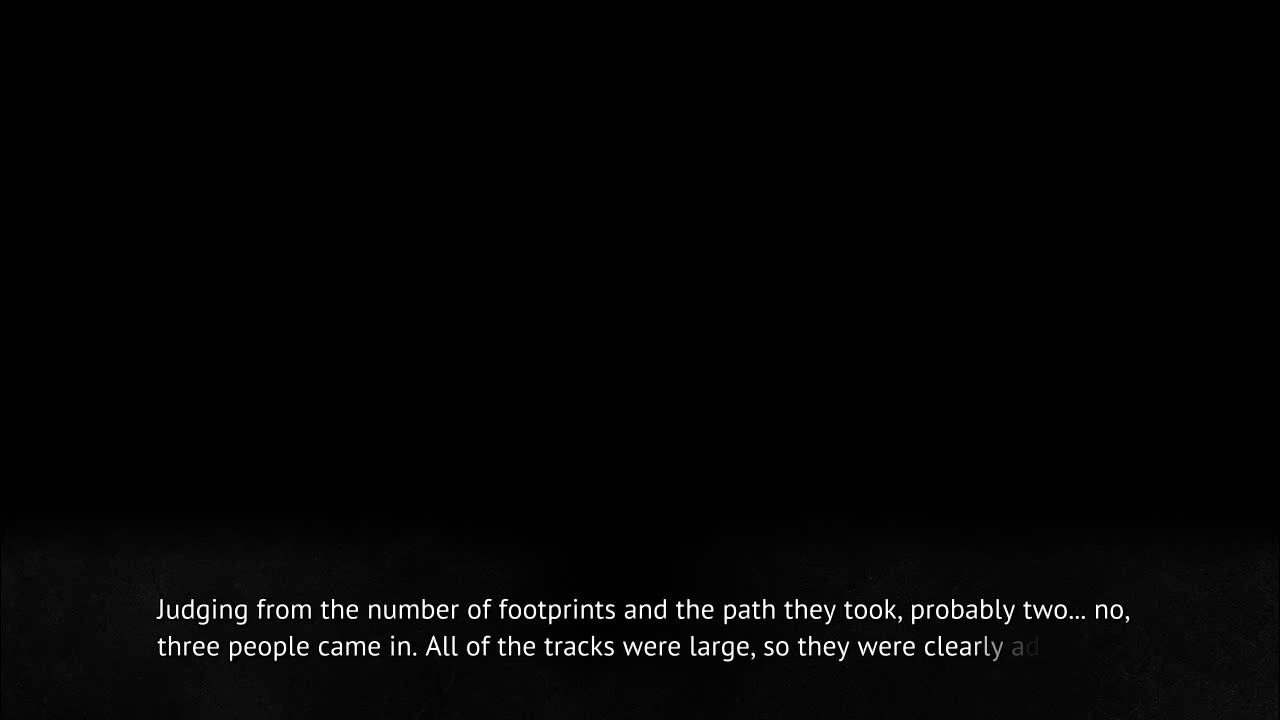 Judging from the number of footprints and the path they took, probably two... no,
three people came in. All of the tracks were large, so they were clearly ad